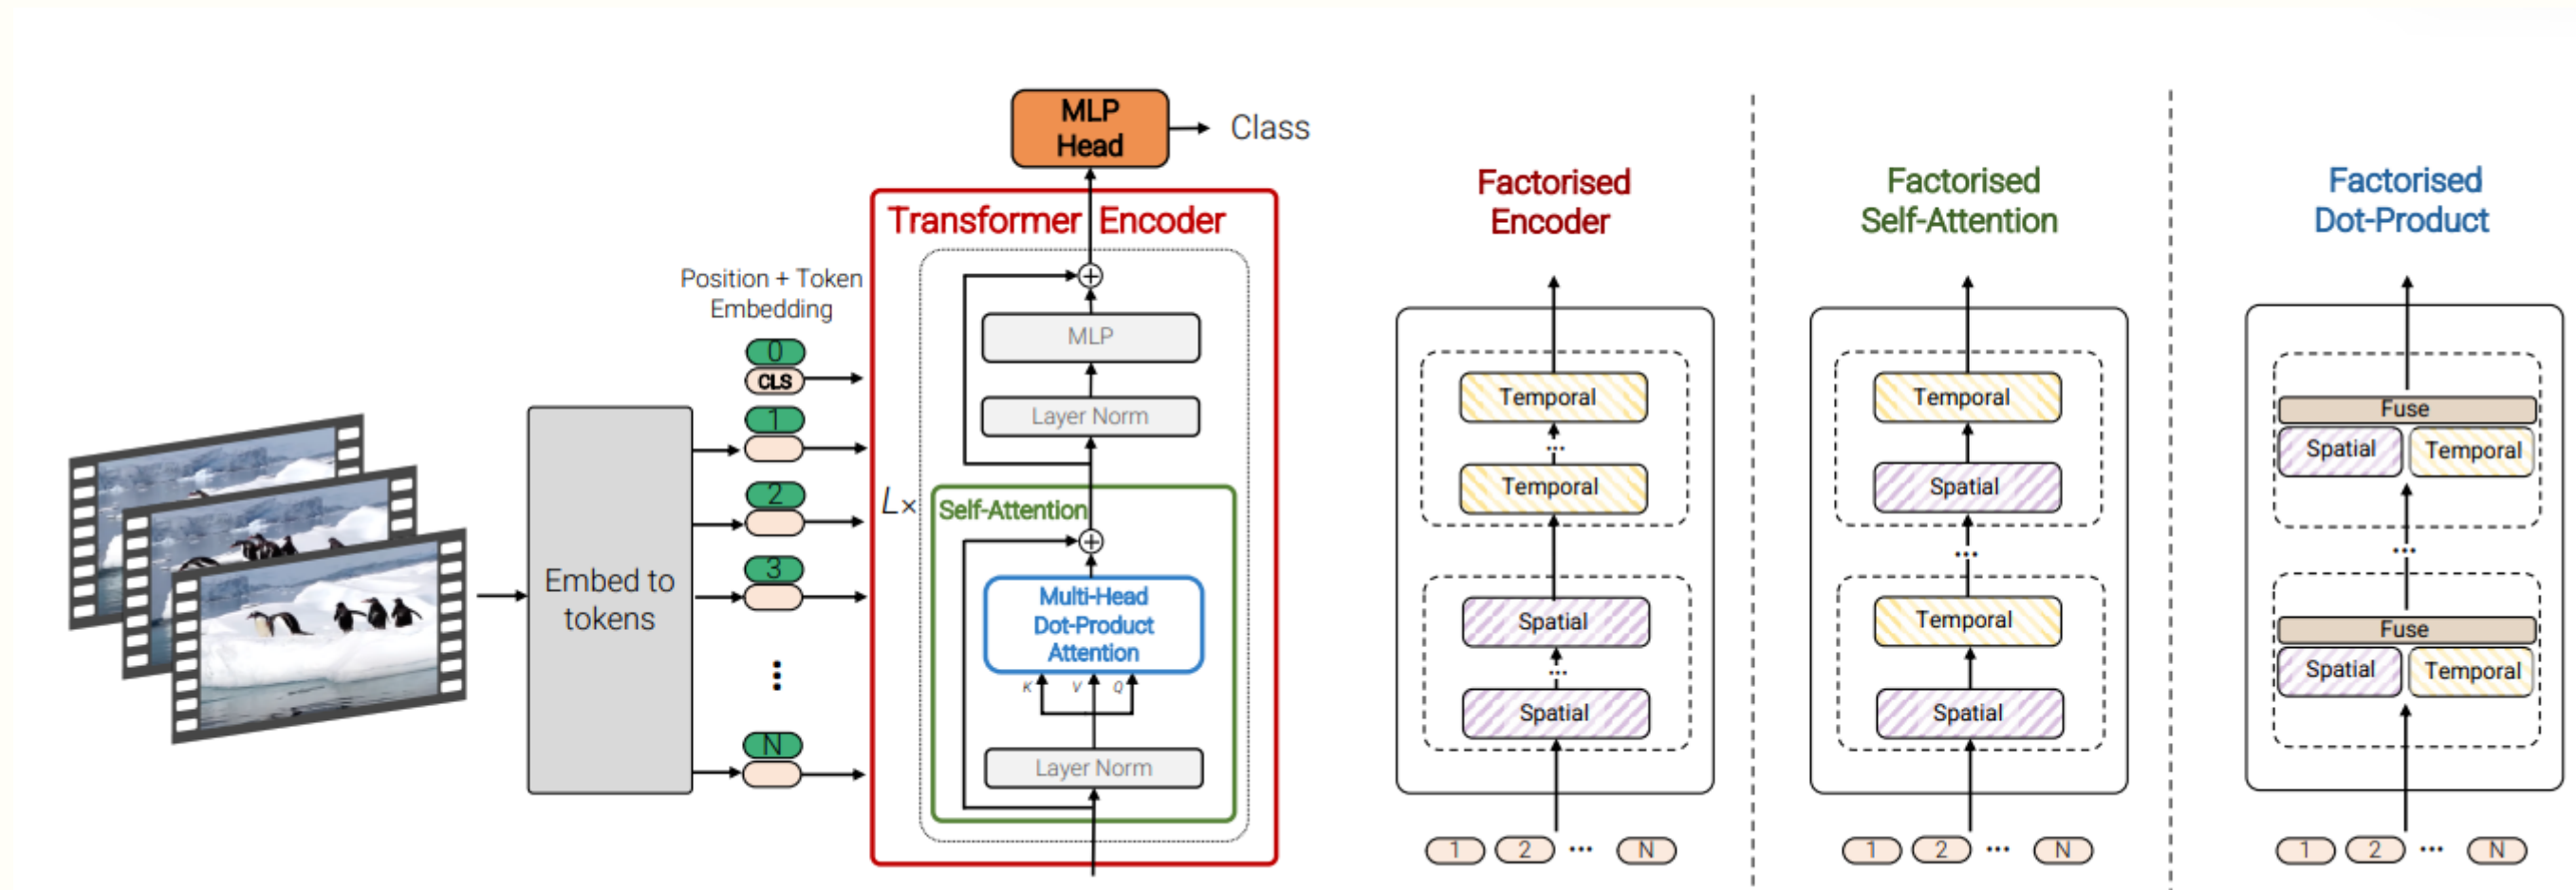 MLP
Head
Class
Transformer Encoder
Position + Token
Embedding
0
CLS
1
2
3
N
Embed to
tokens
L×
MLP
Layer Norm
Self-Attention
Multi-Head
Dot-Product
Attention
K V Q
Layer Norm
Factorised
Encoder
Temporal
...
Temporal
Spatial
...
Spatial
1 2 ... N
Factorised
Self-Attention
Temporal
Spatial
...
Temporal
Spatial
1 2 ... N
Factorised
Dot-Product
Fuse
Spatial Temporal
...
Fuse
Spatial Temporal
1 2 ... N